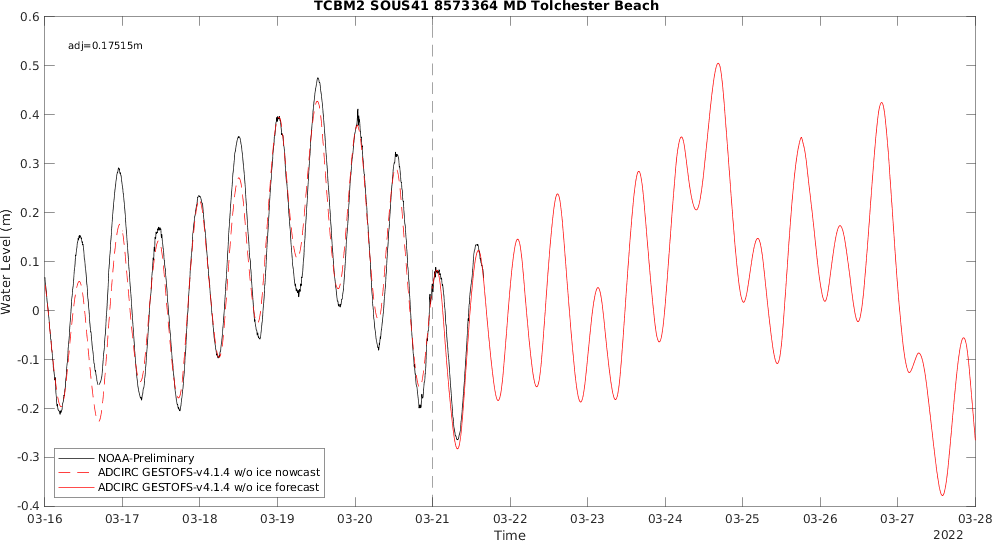 TCBM2 SOUS41 8573364 MD Tolchester Beach
adj=0.17515m
0.6
0.5
0.4
0.3
0.2
0.1
0
-0.1
-0.2
-0.3
-0.4
Water Level (m)
NOAA-Preliminary
ADCIRC GESTOFS-v4.1.4 w/o ice nowcast
ADCIRC GESTOFS-v4.1.4 w/o ice forecast
03-16 03-17 03-18 03-19 03-20 03-21 03-22 03-23 03-24 03-25 03-26 03-27 03-28
Time
2022